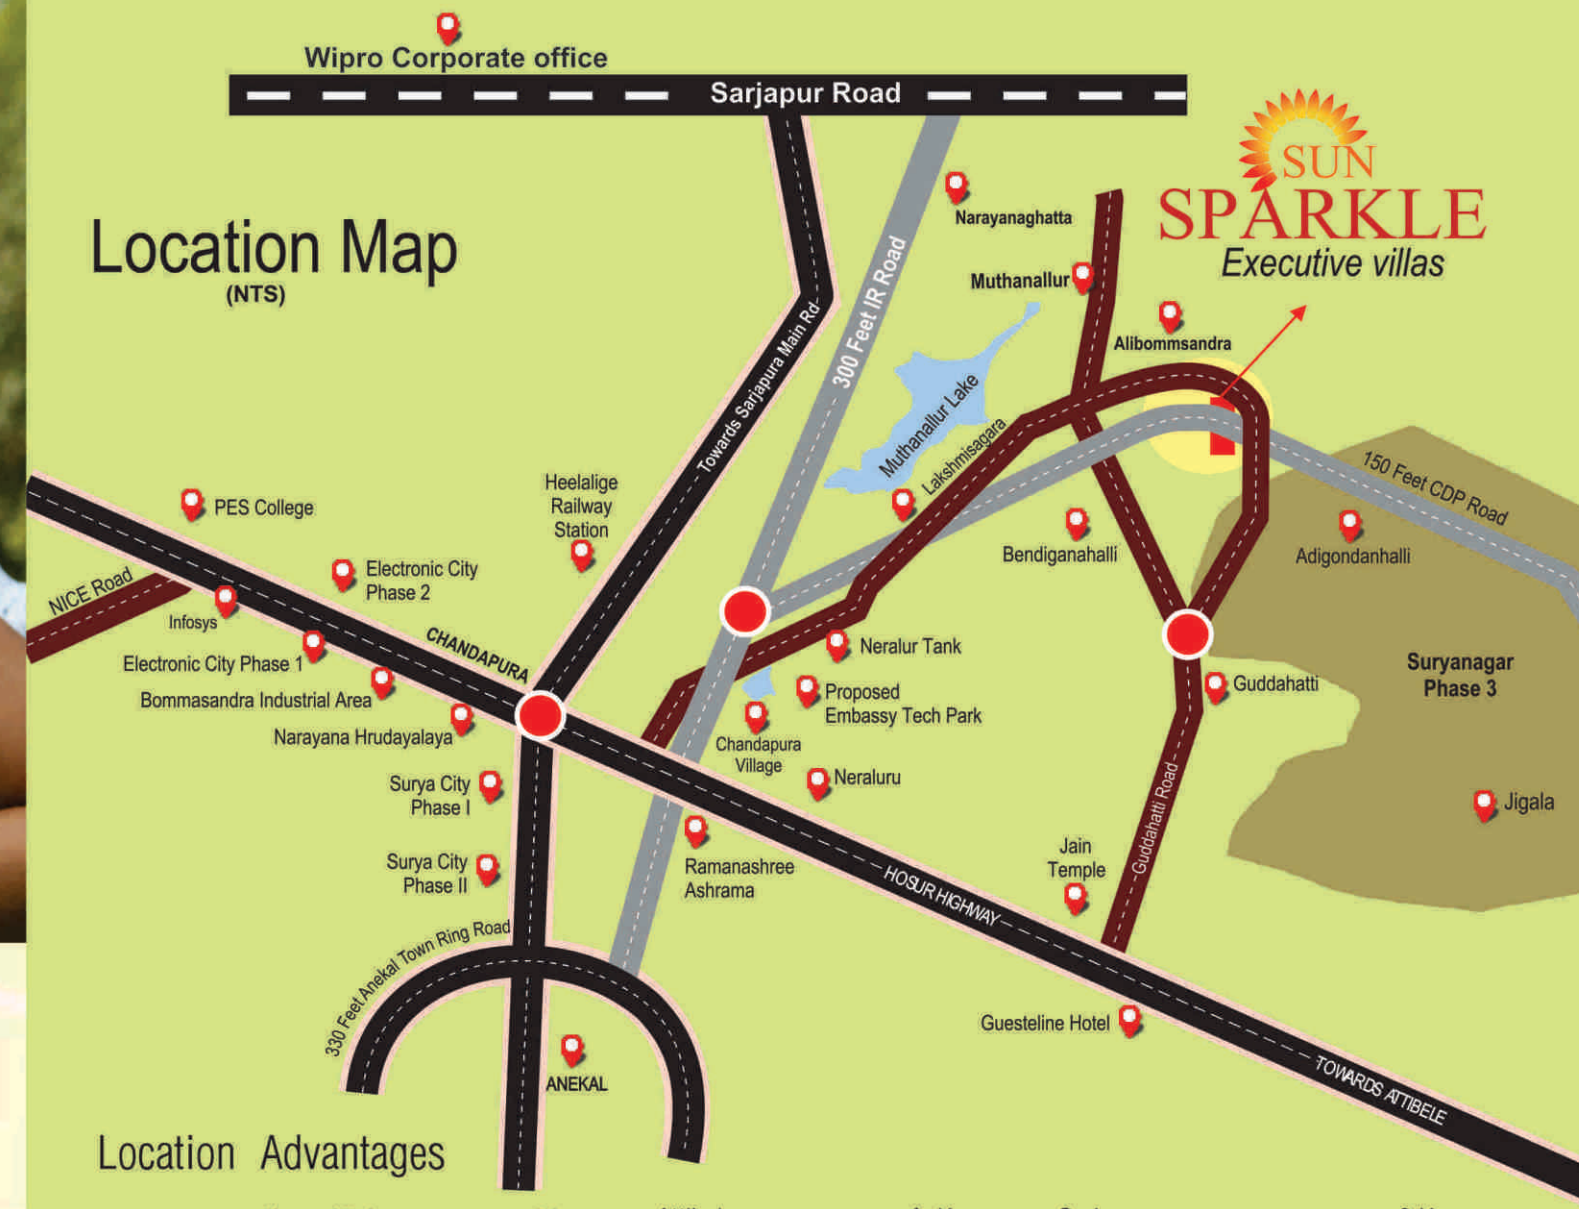 Wipro Corporate office
Sarjapur Road
SUN
SPARKLE
Executive villas
Location Map
(NTS)
Narayanaghatta
Muthanallur
Alibommsandra
300 Feet IR Road
Towards Sarjapura Main Rd
Muthanallur Lake
Lakshmisagara
150 Feet CDP Road
PES College
Heelalige
Railway
Station
Bendiganahalli
Adigondanhalli
NICE Road
Electronic City
Phase 2
Infosys
CHANDAPURA
Electronic City Phase 1
Bommasandra Industrial Area
Narayana Hrudayalaya
Neralur Tank
Proposed
Embassy Tech Park
Guddahatti
Suryanagar
Phase 3
Chandapura
Village
Neraluru
Surya City
Phase I
Jigala
Guddahatti Road
Surya City
Phase II
Ramanashree
Ashrama
Jain
Temple
HOSUR HIGHWAY
330 Feet Anekal Town Ring Road
Guesteline Hotel
ANEKAL
TOWARDS ATTIBELE
Location Advantages